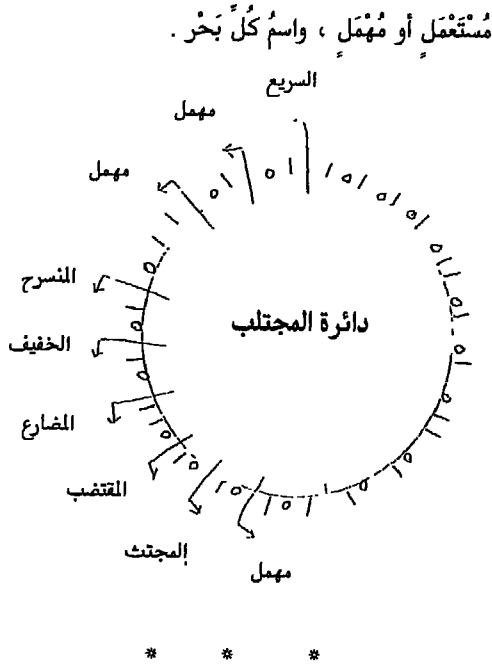 مُسْتَعْمَلٍ أو مُهْمَلٍ ، واسمُ كُلِّ بَحْر .
السريع
مهمل
مهمل
المنسرح
الخفيف
المضارع
المقتضب
المجتث
مهمل
دائرة المجتلب
* * *